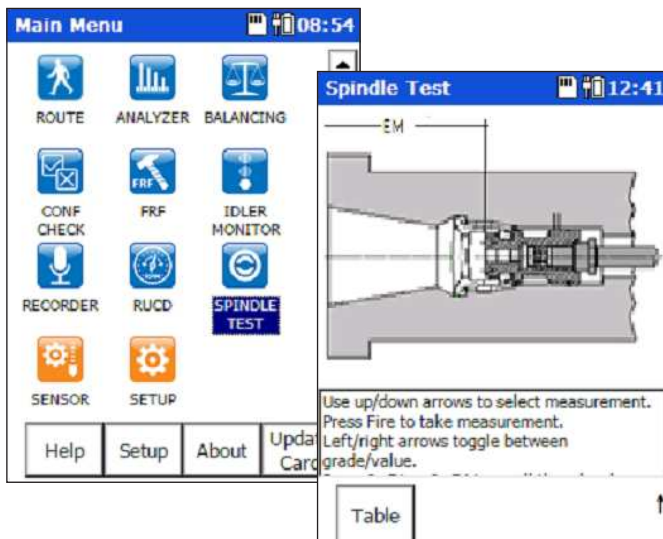 Main Menu 08:54
ROUTE ANALYZER BALANCING
CONF CHECK
FRF
FRF
IDLER MONITOR
RECORDER RUCD SPINDLE TEST
SENSOR SETUP
Help Setup About
Spindle Test 12:41
EM
Use up/down arrows to select measurement.
Press Fire to take measurement.
Left/right arrows toggle between
grade/value.
Table